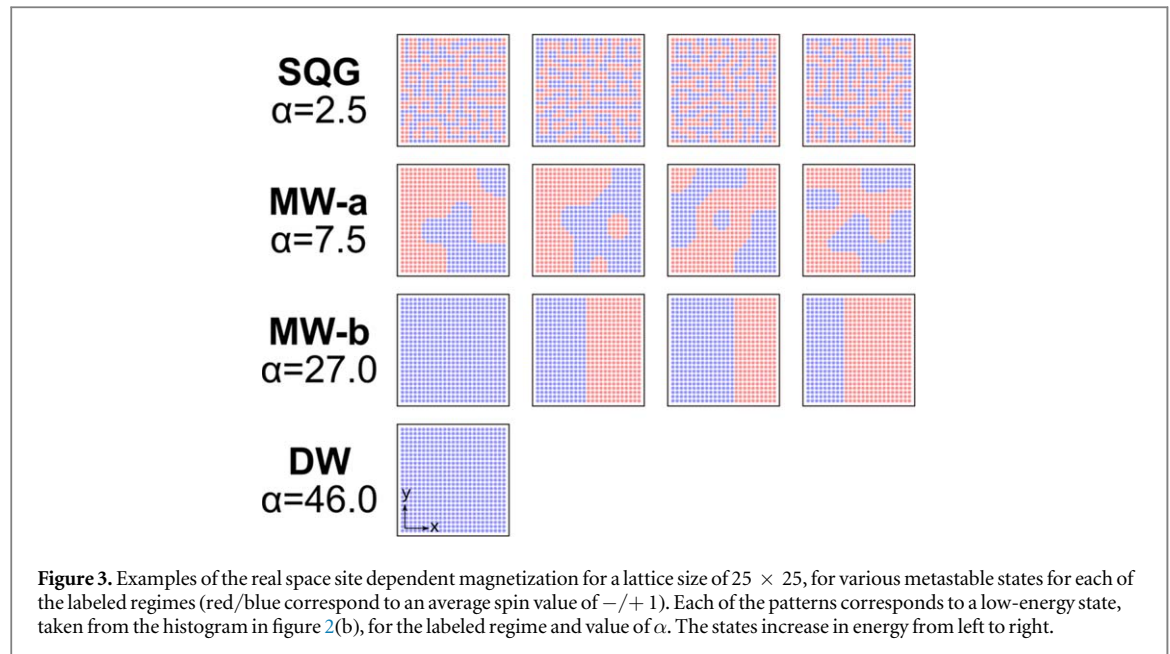 SQG
α=2.5
MW-a
α=7.5
MW-b
α=27.0
DW
α=46.0
y
x
Figure 3. Examples of the real space site dependent magnetization for a lattice size of 25 × 25, for various metastable states for each of
the labeled regimes (red/blue correspond to an average spin value of −/+ 1). Each of the patterns corresponds to a low-energy state,
taken from the histogram in figure 2(b), for the labeled regime and value of α. The states increase in energy from left to right.